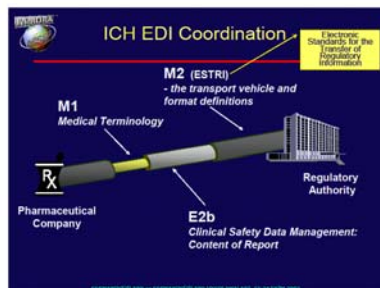 ICH EDI Coordination
Electronic
Standards for the
Transfer of
Regulatory
Information
M2 (ESTRI)
- the transport vehicle and
format definitions
M1
Medical Terminology
Rx
Pharmaceutical
Company
Regulatory
Authority
E2b
Clinical Safety Data Management:
Content of Report